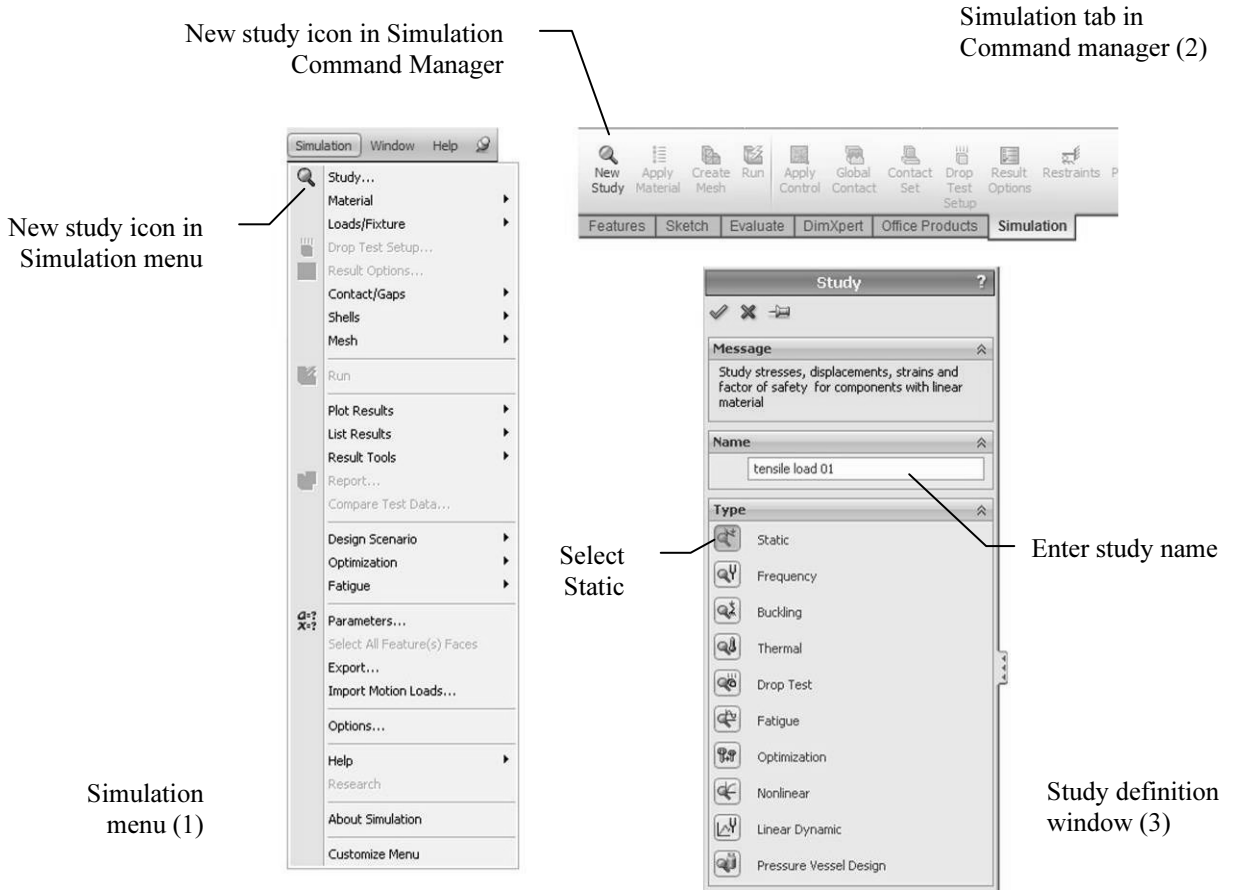 New study icon in Simulation
Command Manager
Simulation tab in
Command manager (2)
Simulation Window Help
Study...
Material
Loads/Fixture
Drop Test Setup...
Result Options...
Contact/Gaps
Shells
Mesh
Run
Plot Results
List Results
Result Tools
Report...
Compare Test Data...
Design Scenario
Optimization
Fatigue
a=?
x=?
Parameters...
Select All Feature(s) Faces
Export...
Import Motion Loads...
Options...
Help
Research
About Simulation
Customize Menu
New study icon in
Simulation menu
Simulation
menu (1)
New
Study
Apply
Material
Create
Mesh
Run
Apply
Control
Global
Contact
Contact
Set
Drop
Test
Setup
Result
Options
Restraints
P
Features Sketch Evaluate DimXpert Office Products Simulation
Study ?
Message
Study stresses, displacements, strains and
factor of safety for components with linear
material
Name
tensile load 01
Type
Static
Frequency
Buckling
Thermal
Drop Test
Fatigue
Optimization
Nonlinear
Linear Dynamic
Pressure Vessel Design
Select
Static
Enter study name
Study definition
window (3)